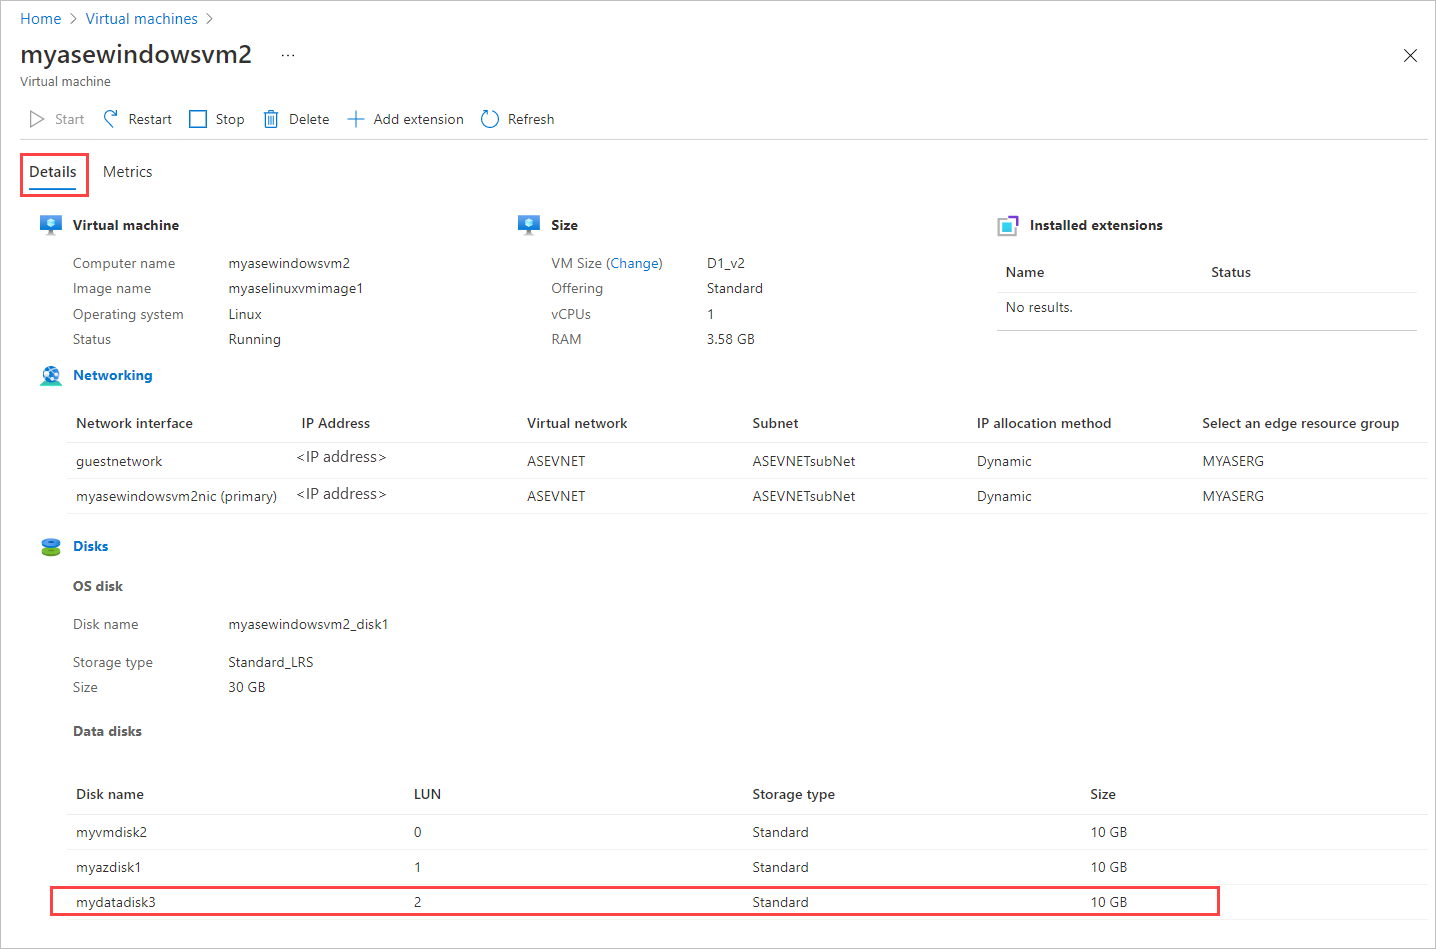 Home > Virtual machines >
myasewindowsvm2 ...
Virtual machine
Start Restart Stop Delete Add extension Refresh
Details Metrics
Virtual machine Size Installed extensions
Computer name myasewindowsvm2 VM Size (Change) D1_v2 Name Status
Image name myaselinuxvmimage1 Offering Standard
Operating system Linux vCPUs 1 No results.
Status Running RAM 3.58 GB
Networking
Network interface IP Address Virtual network Subnet IP allocation method Select an edge resource group
guestnetwork <IP address> ASEVNET ASEVNETsubNet Dynamic MYASERG
myasewindowsvm2nic (primary) <IP address> ASEVNET ASEVNETsubNet Dynamic MYASERG
Disks
OS disk
Disk name myasewindowsvm2_disk1
Storage type Standard_LRS
Size 30 GB
Data disks
Disk name LUN Storage type Size
myvmdisk2 0 Standard 10 GB
myazdisk1 1 Standard 10 GB
mydatadisk3 2 Standard 10 GB